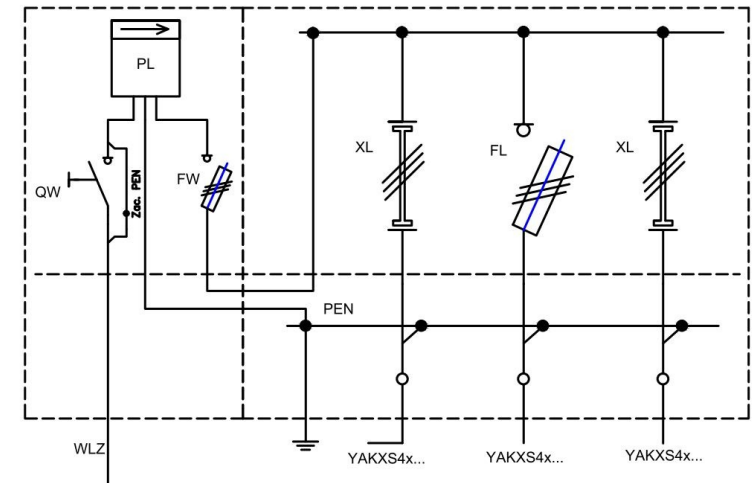 PL
XL
FL
XL
QW
Zac. PEN
FW
PEN
WLZ
YAKXS4x...
YAKXS4x...
YAKXS4x...